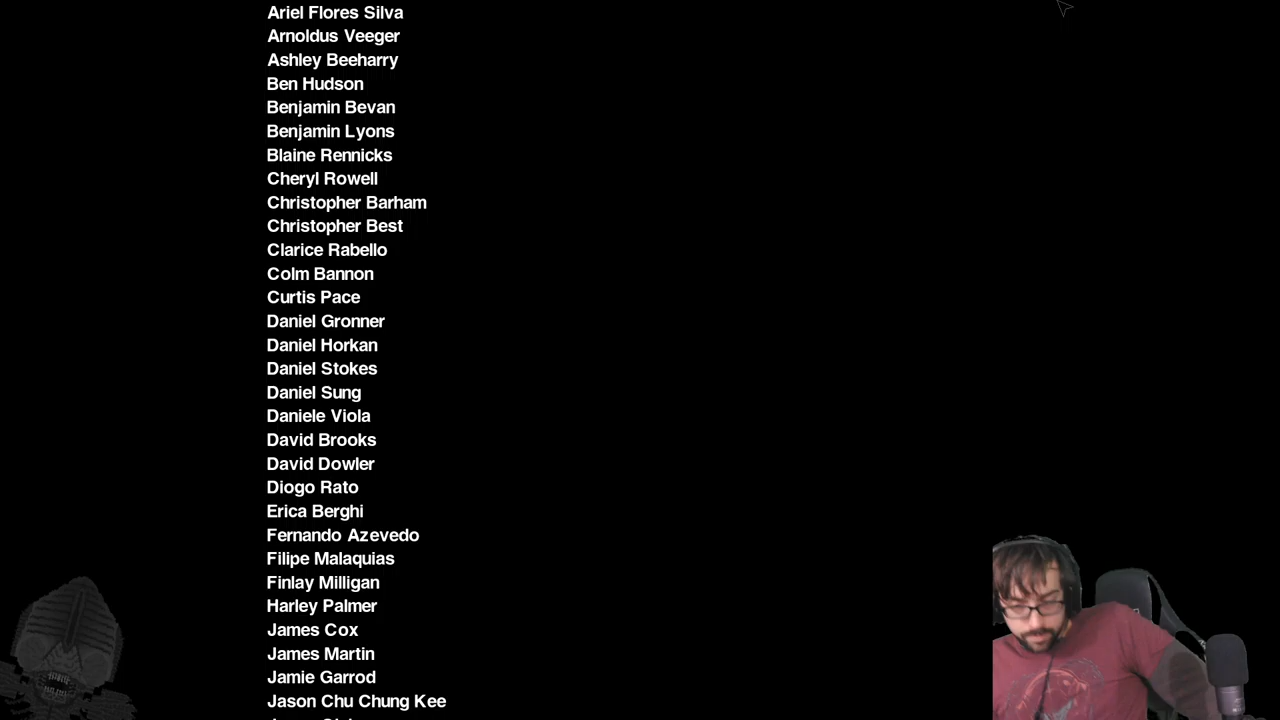 Ariel Flores Silva
Arnoldus Veeger
Ashley Beeharry
Ben Hudson
Benjamin Bevan
Benjamin Lyons
Blaine Rennicks
Cheryl Rowell
Christopher Barham
Christopher Best
Clarice Rabello
Colm Bannon
Curtis Pace
Daniel Gronner
Daniel Horkan
Daniel Stokes
Daniel Sung
Daniele Viola
David Brooks
David Dowler
Diogo Rato
Erica Berghi
Fernando Azevedo
Filipe Malaquias
Finlay Milligan
Harley Palmer
James Cox
James Martin
Jamie Garrod
Jason Chu Chung Kee